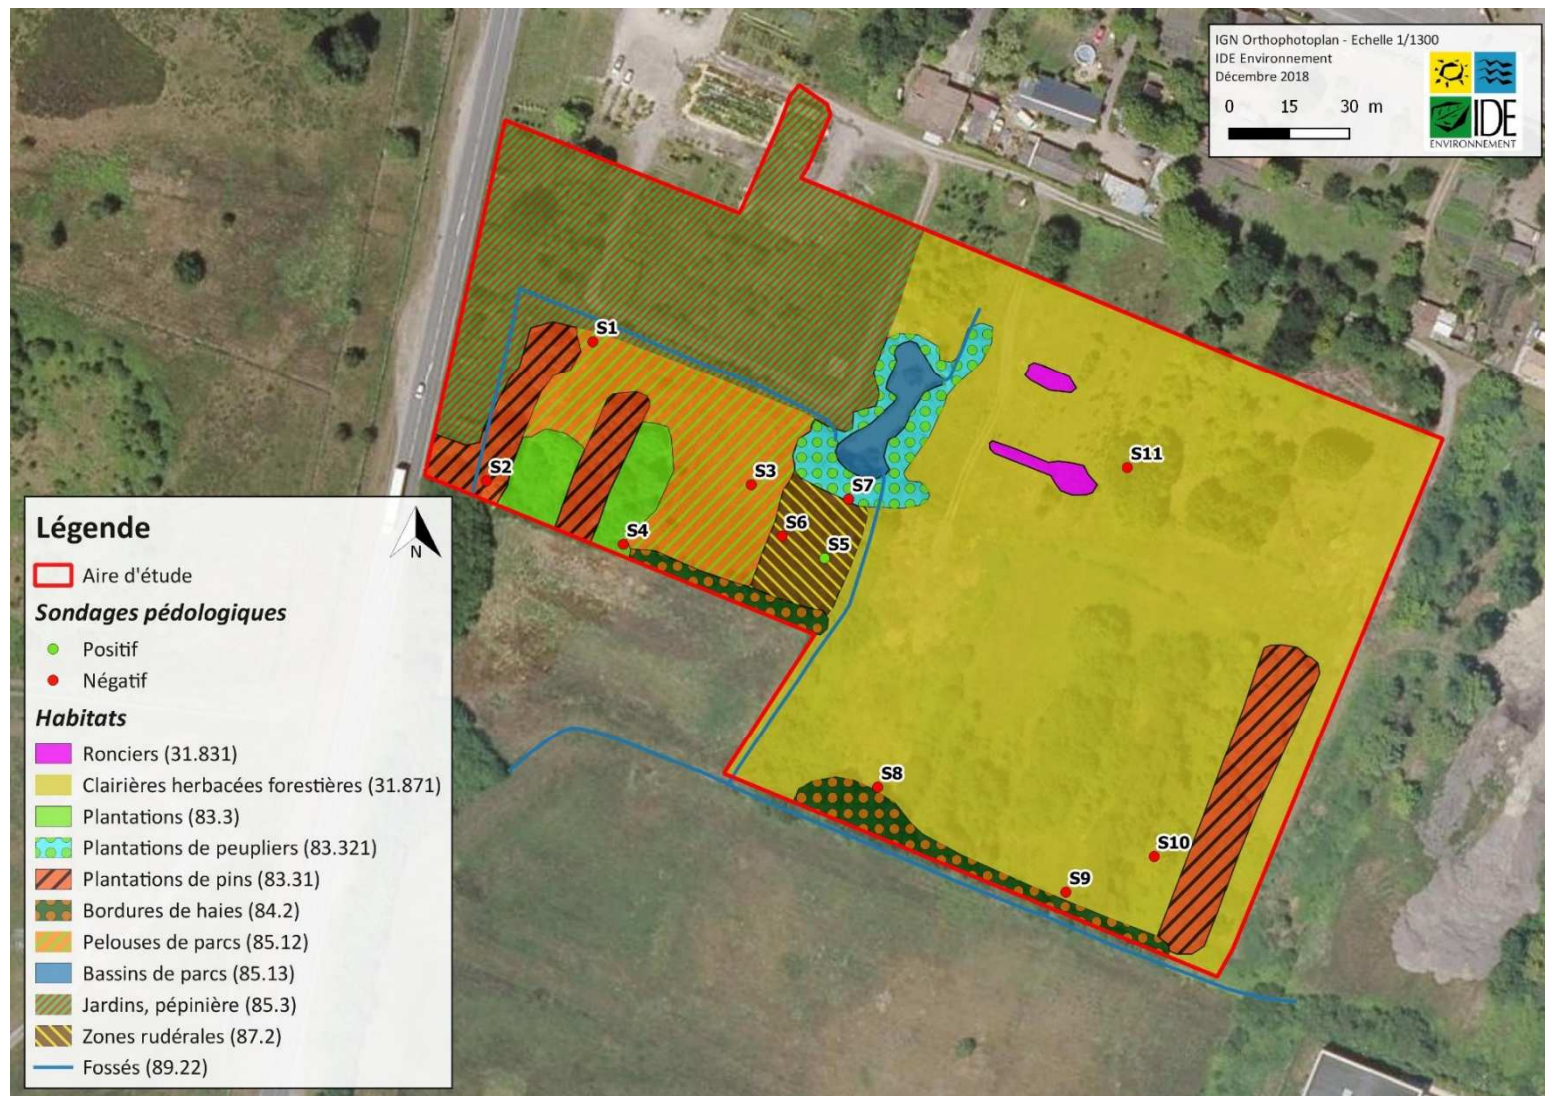 IGN Orthophotoplan - Echelle 1/1300
IDE Environnement
Décembre 2018
0 15 30 m
IDE
ENVIRONNEMENT
S1
S2
S3
S4
S5
S6
S7
S8
S9
S10
S11
Légende
N
Aire d'étude
Sondages pédologiques
Positif
Négatif
Habitats
Ronciers (31.831)
Clairières herbacées forestières (31.871)
Plantations (83.3)
Plantations de peupliers (83.321)
Plantations de pins (83.31)
Bordures de haies (84.2)
Pelouses de parcs (85.12)
Bassins de parcs (85.13)
Jardins, pépinière (85.3)
Zones rudérales (87.2)
Fossés (89.22)